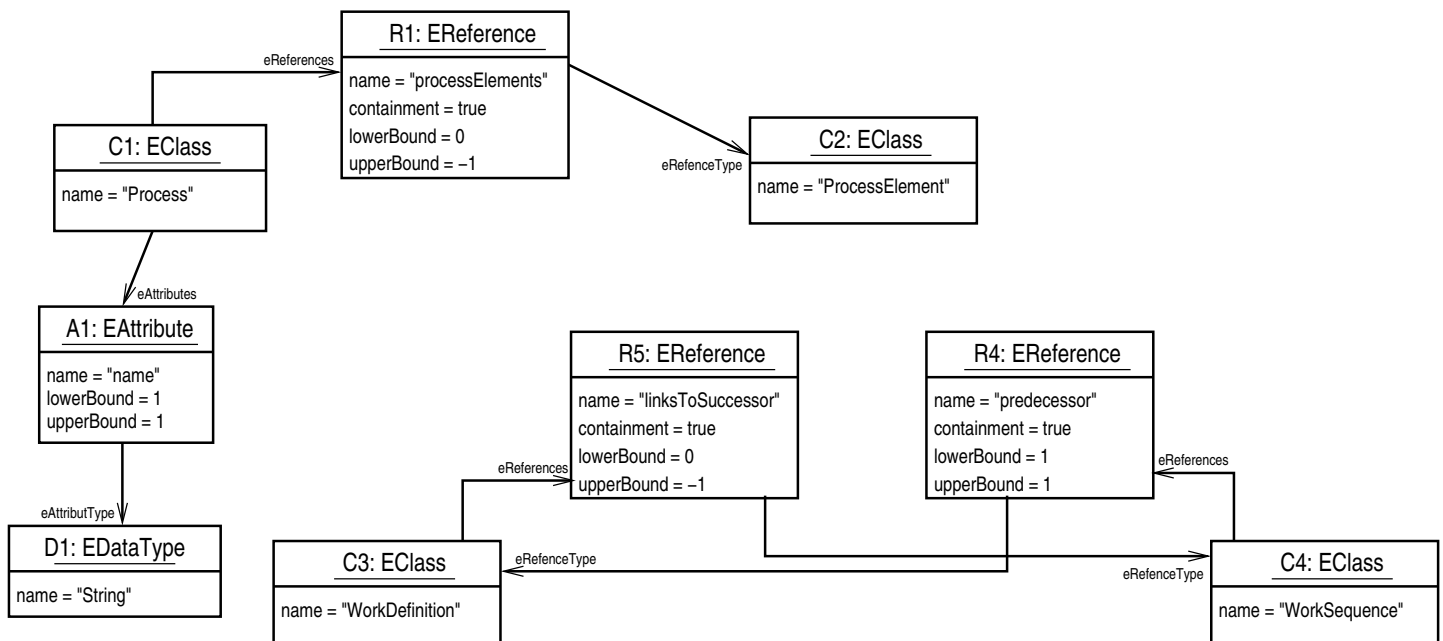 R1: EReference
name = "processElements"
containment = true
lowerBound = 0
upperBound = −1
eReferences
C1: EClass
name = "Process"
eRefenceType
C2: EClass
name = "ProcessElement"
eAttributes
A1: EAttribute
name = "name"
lowerBound = 1
upperBound = 1
eAttributType
D1: EDataType
name = "String"
R5: EReference
name = "linksToSuccessor"
containment = true
lowerBound = 0
upperBound = −1
R4: EReference
name = "predecessor"
containment = true
lowerBound = 1
upperBound = 1
eReferences
eReferences
C3: EClass
name = "WorkDefinition"
eRefenceType
eRefenceType
C4: EClass
name = "WorkSequence"